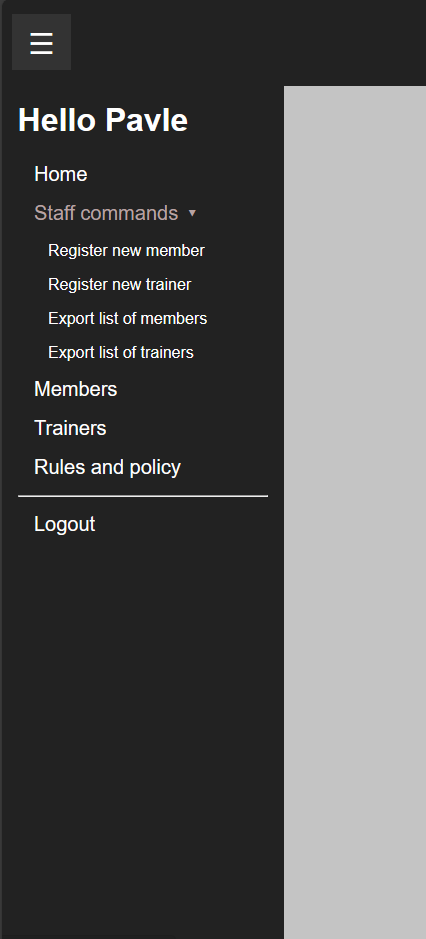 ☰
Hello Pavle
Home
Staff commands ▼
Register new member
Register new trainer
Export list of members
Export list of trainers
Members
Trainers
Rules and policy
Logout